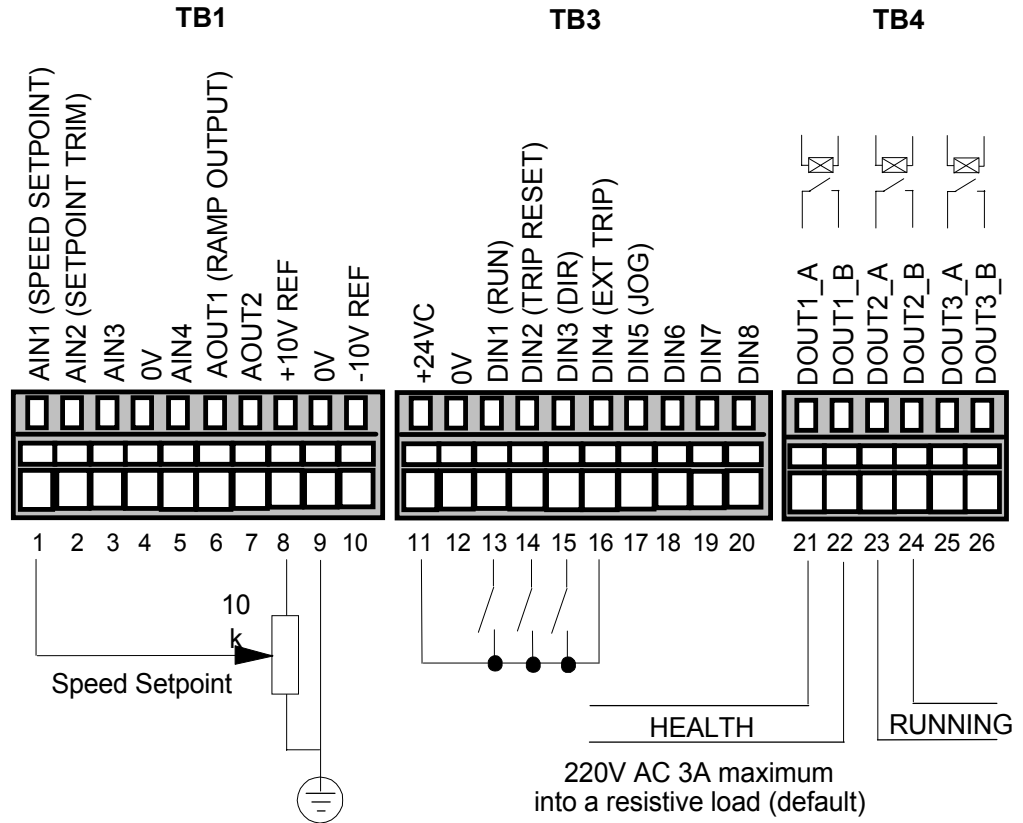 TB1
TB3
TB4
AIN1 (SPEED SETPOINT)
AIN2 (SETPOINT TRIM)
AIN3
0V
AIN4
AOUT1 (RAMP OUTPUT)
AOUT2
+10V REF
0V
-10V REF
+24VC
0V
DIN1 (RUN)
DIN2 (TRIP RESET)
DIN3 (DIR)
DIN4 (EXT TRIP)
DIN5 (JOG)
DIN6
DIN7
DIN8
DOUT1_A
DOUT1_B
DOUT2_A
DOUT2_B
DOUT3_A
DOUT3_B
1 2 3 4 5 6 7 8 9 10
11 12 13 14 15 16 17 18 19 20
21 22 23 24 25 26
10
k
Speed Setpoint
HEALTH
RUNNING
220V AC 3A maximum
into a resistive load (default)